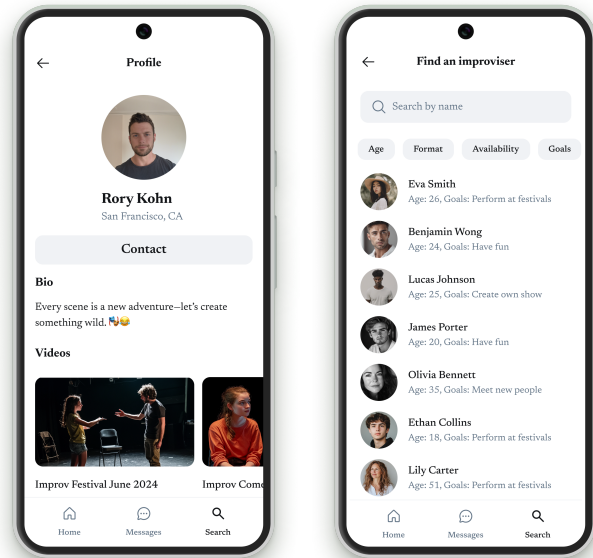 Profile
Rory Kohn
San Francisco, CA
Contact
Bio
Every scene is a new adventure—let's create
something wild. 🎭😂
Videos
Improv Festival June 2024
Improv Com
Home
Messages
Search
Find an improviser
Search by name
Age
Format
Availability
Goals
Eva Smith
Age: 26, Goals: Perform at festivals
Benjamin Wong
Age: 24, Goals: Have fun
Lucas Johnson
Age: 25, Goals: Create own show
James Porter
Age: 20, Goals: Have fun
Olivia Bennett
Age: 35, Goals: Meet new people
Ethan Collins
Age: 18, Goals: Perform at festivals
Lily Carter
Age: 51, Goals: Perform at festivals
Home
Messages
Search